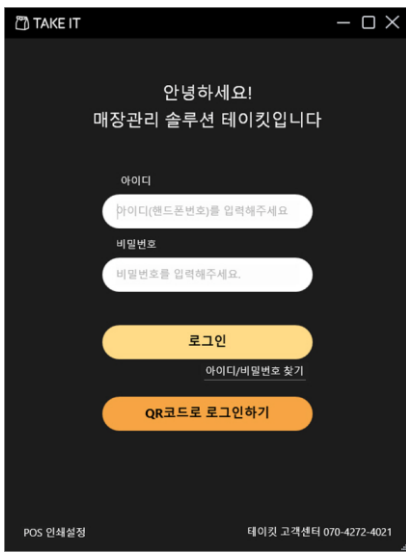 TAKE IT
안녕하세요!
매장관리 솔루션 테이킷입니다
아이디
아이디(핸드폰번호)를 입력해주세요
비밀번호
비밀번호를 입력해주세요.
로그인
아이디/비밀번호 찾기
QR코드로 로그인하기
POS 인쇄설정
테이킷 고객센터 070-4272-4021